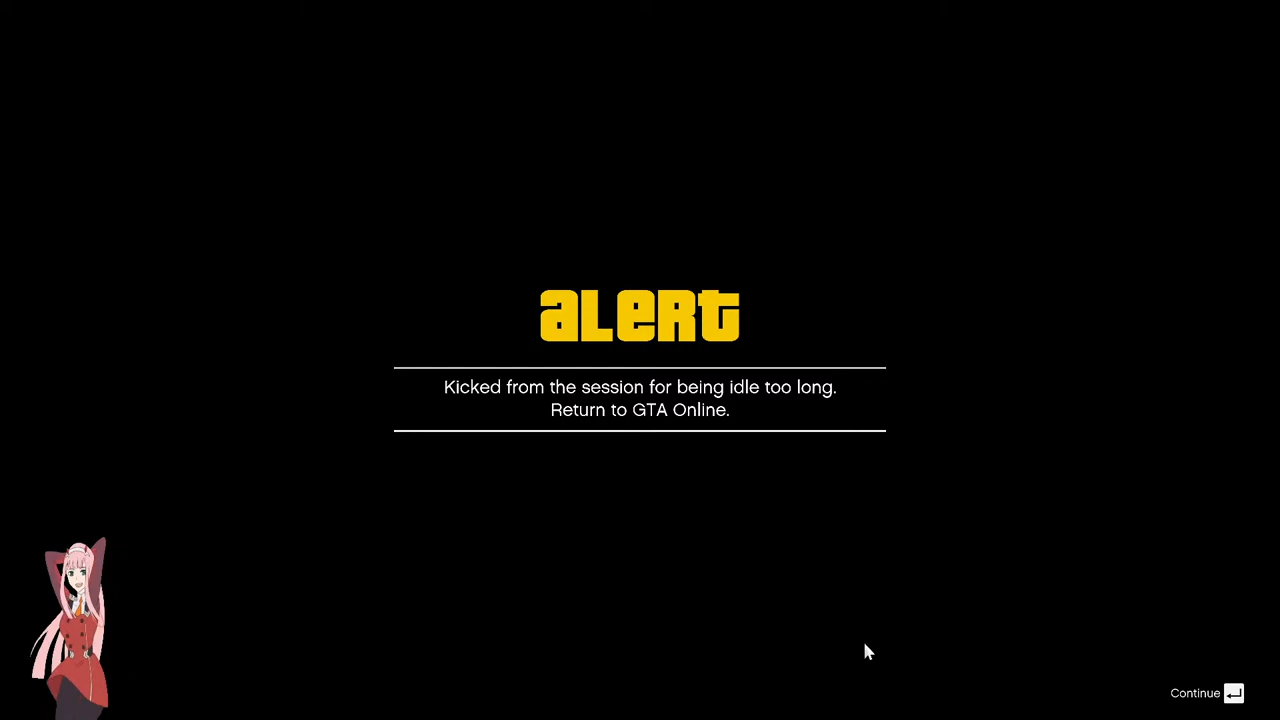 alert
Kicked from the session for being idle too long.
Return to GTA Online.
Continue